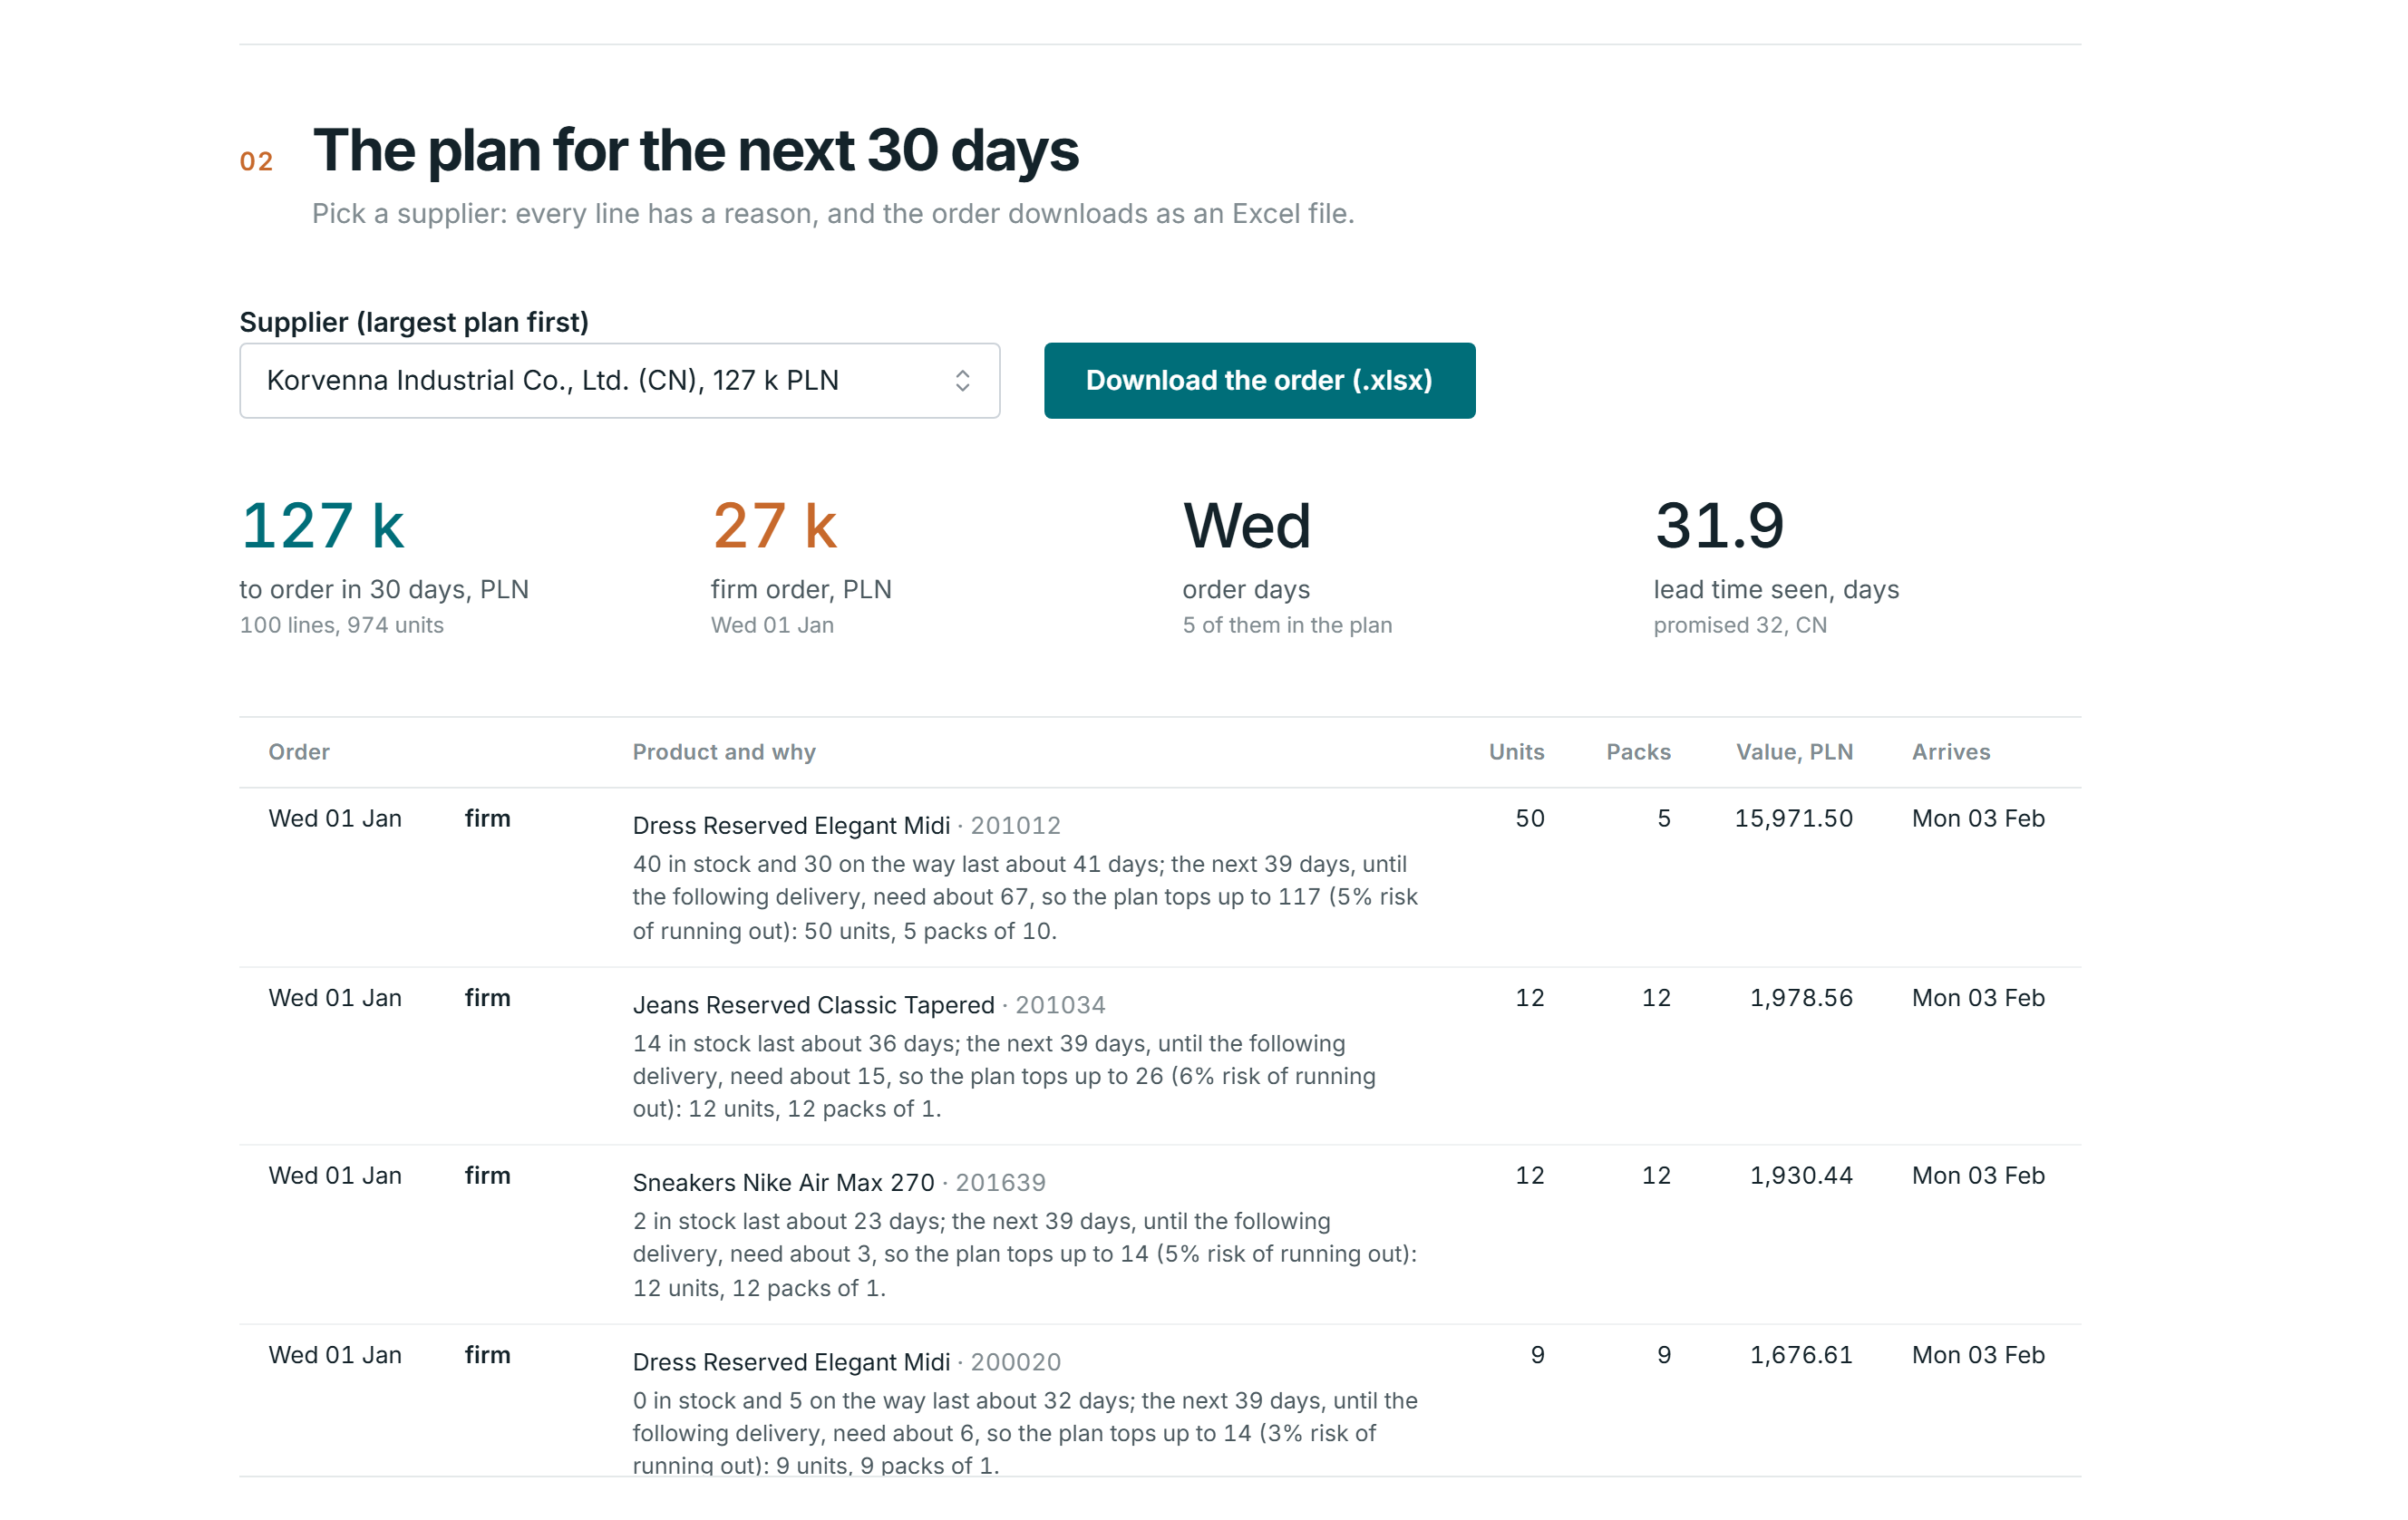 02 The plan for the next 30 days
Pick a supplier: every line has a reason, and the order downloads as an Excel file.
Supplier (largest plan first)
Korvenna Industrial Co., Ltd. (CN), 127 k PLN
Download the order (.xlsx)
127 k
to order in 30 days, PLN
100 lines, 974 units
27 k
firm order, PLN
Wed 01 Jan
Wed
order days
5 of them in the plan
31.9
lead time seen, days
promised 32, CN
Order Product and why Units Packs Value, PLN Arrives
Wed 01 Jan firm Dress Reserved Elegant Midi · 201012 50 5 15,971.50 Mon 03 Feb
40 in stock and 30 on the way last about 41 days; the next 39 days, until
the following delivery, need about 67, so the plan tops up to 117 (5% risk
of running out): 50 units, 5 packs of 10.
Wed 01 Jan firm Jeans Reserved Classic Tapered · 201034 12 12 1,978.56 Mon 03 Feb
14 in stock last about 36 days; the next 39 days, until the following
delivery, need about 15, so the plan tops up to 26 (6% risk of running
out): 12 units, 12 packs of 1.
Wed 01 Jan firm Sneakers Nike Air Max 270 · 201639 12 12 1,930.44 Mon 03 Feb
2 in stock last about 23 days; the next 39 days, until the following
delivery, need about 3, so the plan tops up to 14 (5% risk of running out):
12 units, 12 packs of 1.
Wed 01 Jan firm Dress Reserved Elegant Midi · 200020 9 9 1,676.61 Mon 03 Feb
0 in stock and 5 on the way last about 32 days; the next 39 days, until the
following delivery, need about 6, so the plan tops up to 14 (3% risk of
running out): 9 units, 9 packs of 1.